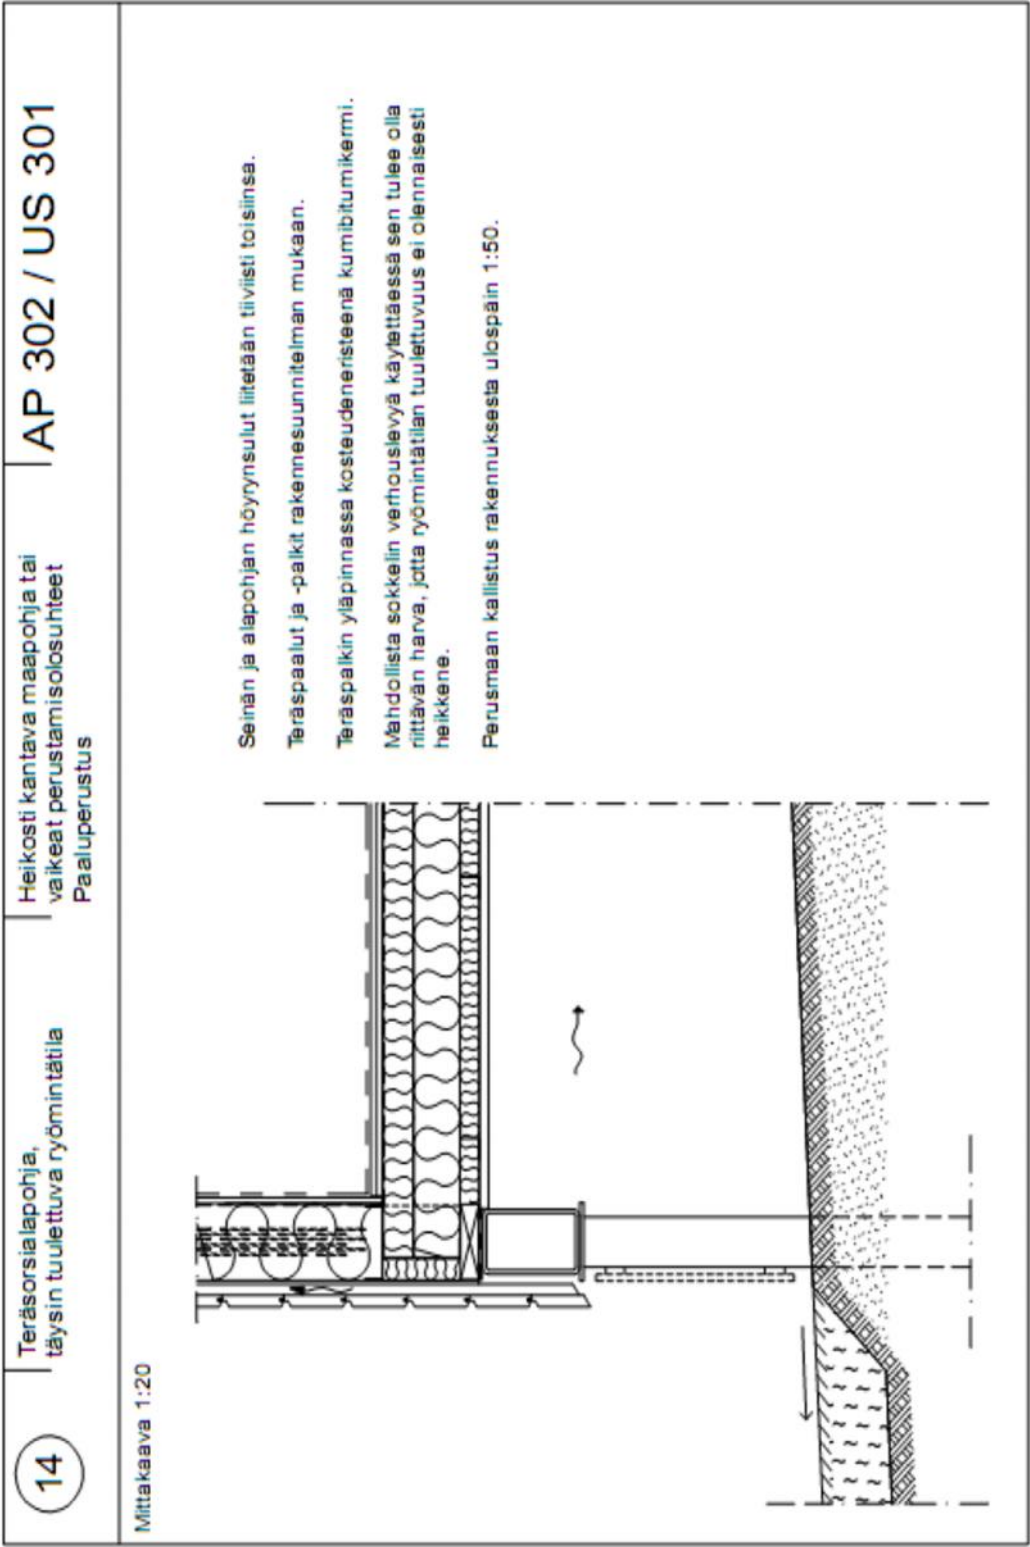 14
Teräsorsialapohja,
täysin tuulettuva ryömintätila
Heikosti kantava maapohja tai
vaikeat perustamisolosuhteet
Paaluperustus
AP 302 / US 301
Mittakaava 1:20
Seinän ja alapohjan höyrynsulut liitetään tiiviisti toisiinsa.
Teräspaalut ja -palkit rakennesuunnitelman mukaan.
Teräspalkin yläpinnassa kosteudeneristeenä kumibitumikermi.
Mahdollista sokkelin verhouslevyä käytettäessä sen tulee olla
riittävän harva, jotta ryömintätilan tuulettuvuus ei olennaisesti
heikkene.
Perusmaan kallistus rakennuksesta ulospäin 1:50.